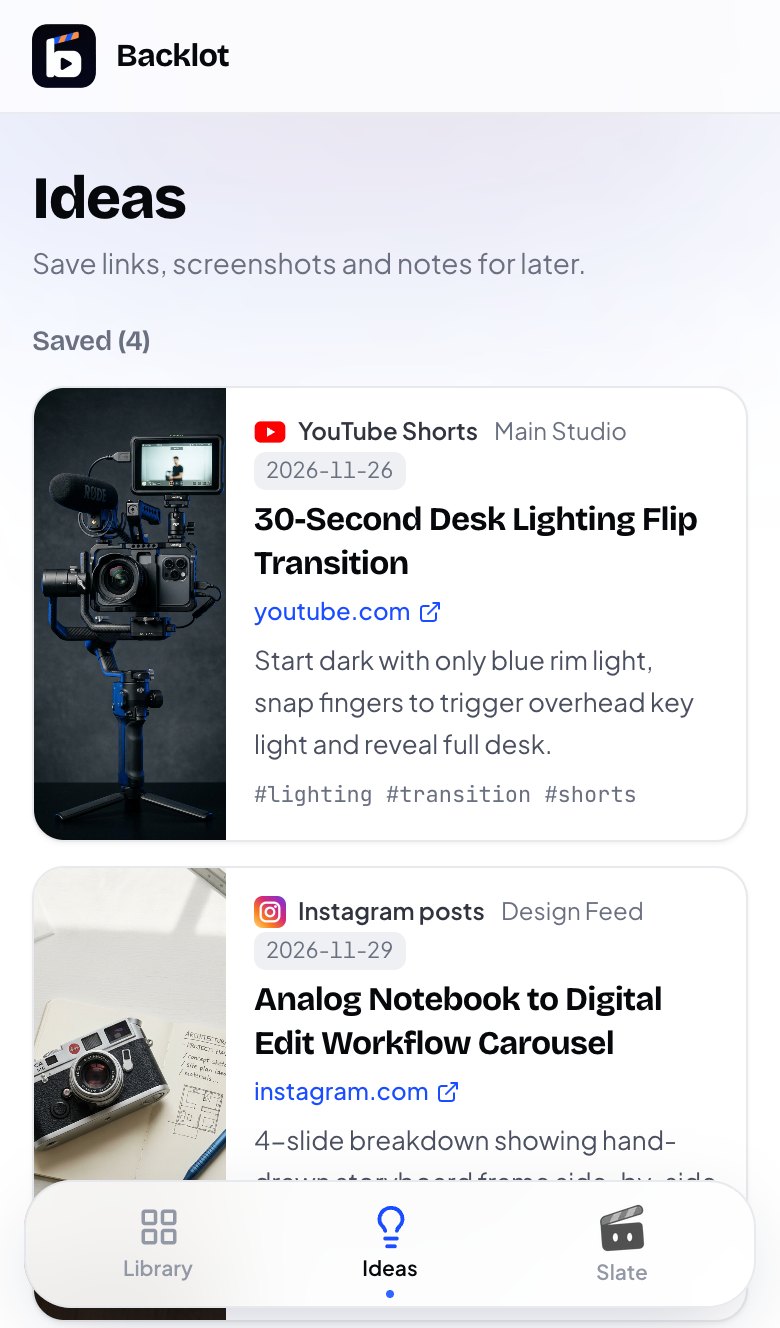 Backlot
Ideas
Save links, screenshots and notes for later.
Saved (4)
RODE
YouTube Shorts Main Studio
2026-11-26
30-Second Desk Lighting Flip
Transition
youtube.com
Start dark with only blue rim light,
snap fingers to trigger overhead key
light and reveal full desk.
#lighting #transition #shorts
Instagram posts Design Feed
2026-11-29
Analog Notebook to Digital
Edit Workflow Carousel
instagram.com
4–slide breakdown showing hand-
Library
Ideas
Slate